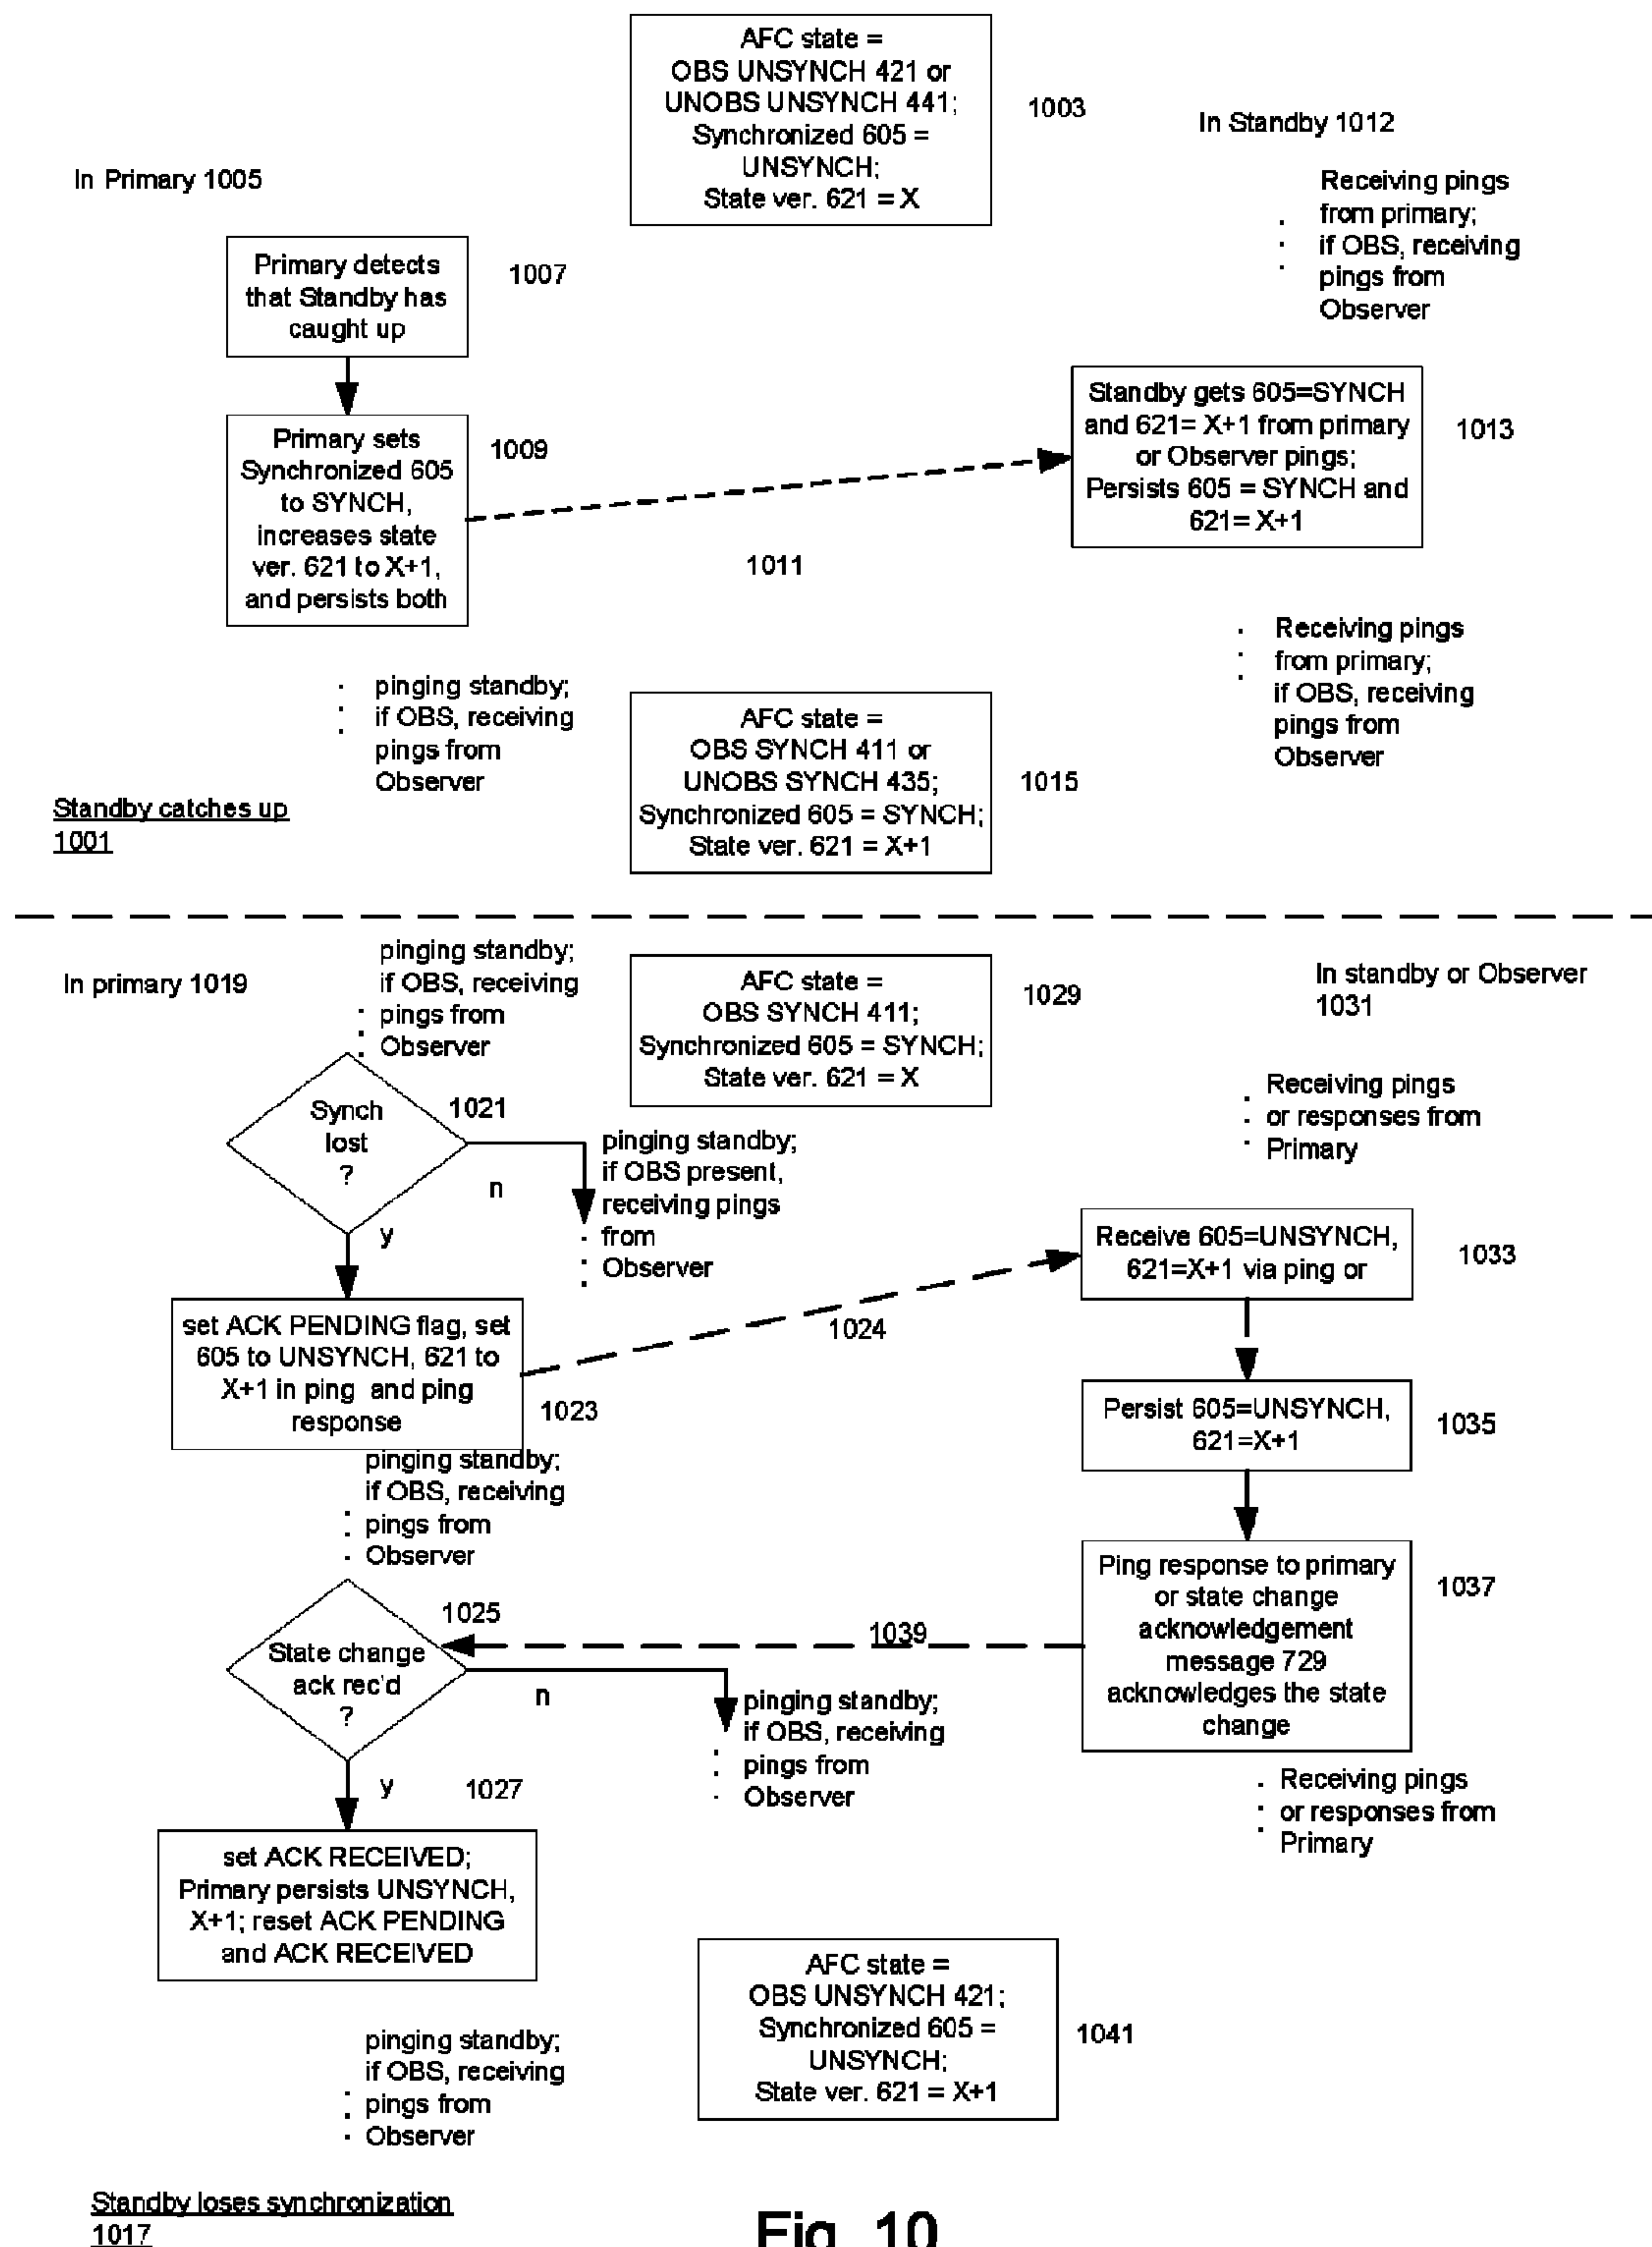 AFC state =
OBS UNSYNCH 421 or
UNOBS UNSYNCH 441;
Synchronized 605 =
UNSYNCH;
State ver. 621 = X
1003
In Standby 1012
In Primary 1005
Receiving pings
from primary;
if OBS, receiving
pings from
Observer
Primary detects
that Standby has
caught up
1007
Primary sets
Synchronized 605
to SYNCH,
increases state
ver. 621 to X+1,
and persists both
1009
1011
Standby gets 605=SYNCH
and 621= X+1 from primary
or Observer pings;
Persists 605 = SYNCH and
621= X+1
1013
Receiving pings
from primary;
if OBS, receiving
pings from
Observer
pinging standby;
if OBS, receiving
pings from
Observer
AFC state =
OBS SYNCH 411 or
UNOBS SYNCH 435;
Synchronized 605 = SYNCH;
State ver. 621 = X+1
1015
Standby catches up
1001
In primary 1019
pinging standby;
if OBS, receiving
pings from
Observer
AFC state =
OBS SYNCH 411;
Synchronized 605 = SYNCH;
State ver. 621 = X
1029
In standby or Observer
1031
Receiving pings
or responses from
Primary
Synch
lost
?
1021
n
y
pinging standby;
if OBS present,
receiving pings
from
Observer
set ACK PENDING flag, set
605 to UNSYNCH, 621 to
X+1 in ping and ping
response
1023
1024
Receive 605=UNSYNCH,
621=X+1 via ping or
1033
Persist 605=UNSYNCH,
621=X+1
1035
pinging standby;
if OBS, receiving
pings from
Observer
Ping response to primary
or state change
acknowledgement
message 729
acknowledges the state
change
1037
1039
State change
ack rec'd
?
1025
n
y
1027
pinging standby;
if OBS, receiving
pings from
Observer
Receiving pings
or responses from
Primary
set ACK RECEIVED;
Primary persists UNSYNCH,
X+1; reset ACK PENDING
and ACK RECEIVED
AFC state =
OBS UNSYNCH 421;
Synchronized 605 =
UNSYNCH;
State ver. 621 = X+1
1041
pinging standby;
if OBS, receiving
pings from
Observer
Standby loses synchronization
1017
Fig. 10